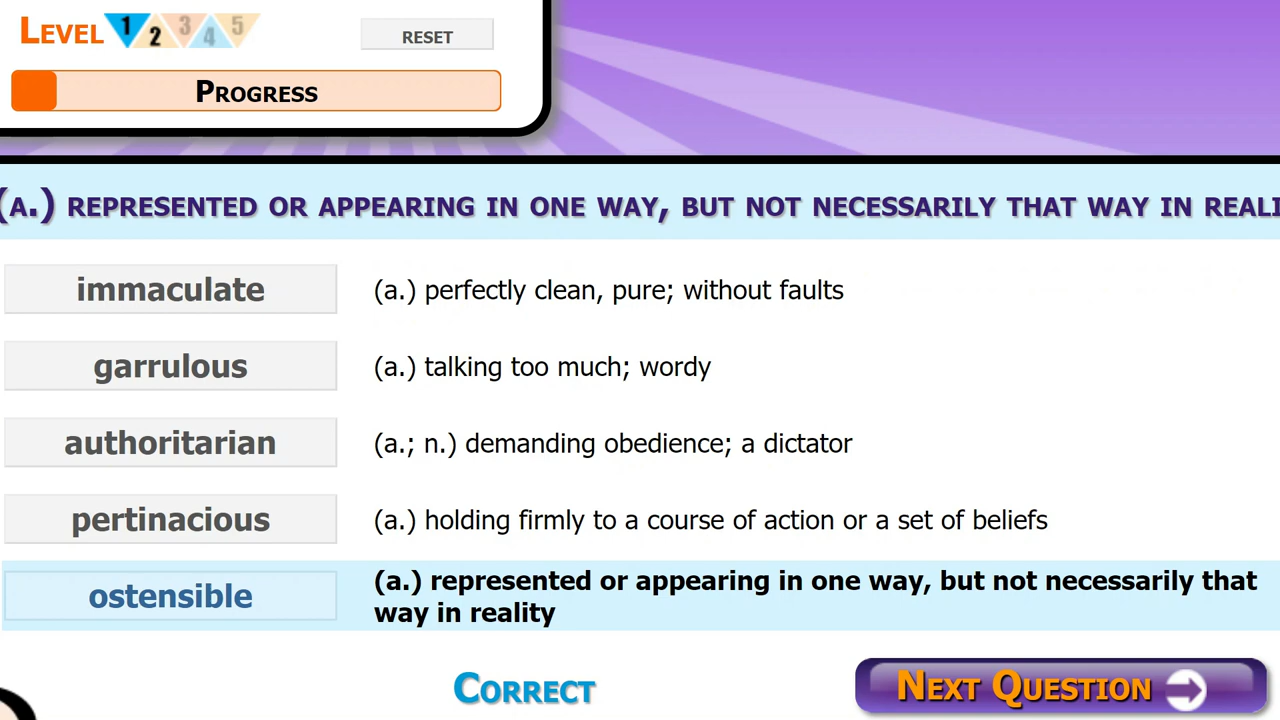 LEVEL 1 2 3 4 5
RESET
PROGRESS
(A.) REPRESENTED OR APPEARING IN ONE WAY, BUT NOT NECESSARILY THAT WAY IN REALI
immaculate (a.) perfectly clean, pure; without faults
garrulous (a.) talking too much; wordy
authoritarian (a.; n.) demanding obedience; a dictator
pertinacious (a.) holding firmly to a course of action or a set of beliefs
ostensible (a.) represented or appearing in one way, but not necessarily that
way in reality
CORRECT
NEXT QUESTION